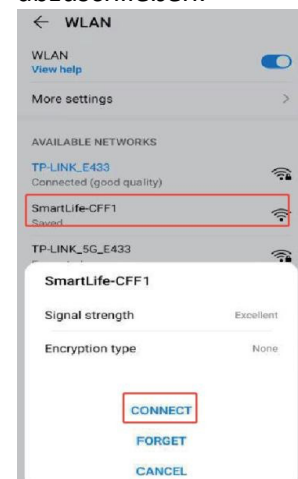 ← WLAN
WLAN
View help
More settings >
AVAILABLE NETWORKS
TP-LINK_E433
Connected (good quality)
SmartLife-CFF1
Saved
TP-LINK_5G_E433
SmartLife-CFF1
Signal strength Excellent
Encryption type None
CONNECT
FORGET
CANCEL